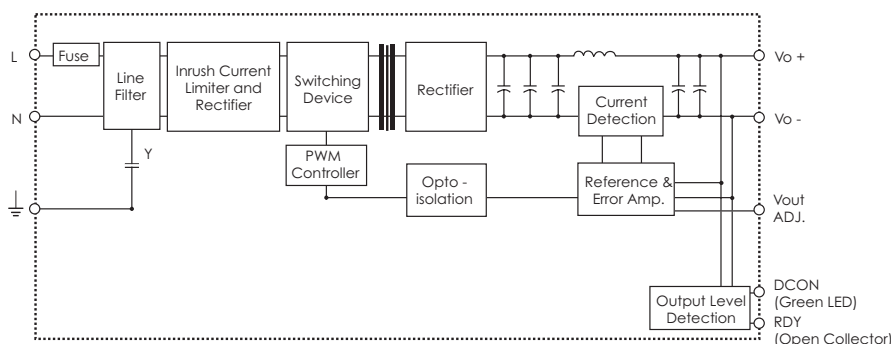 L
Fuse
Line
Filter
Inrush Current
Limiter and
Rectifier
Switching
Device
Rectifier
Vo +
Current
Detection
N
Vo -
Y
PWM
Controller
Opto -
isolation
Reference &
Error Amp.
Vout
ADJ.
Output Level
Detection
DCON
(Green LED)
RDY
(Open Collector)